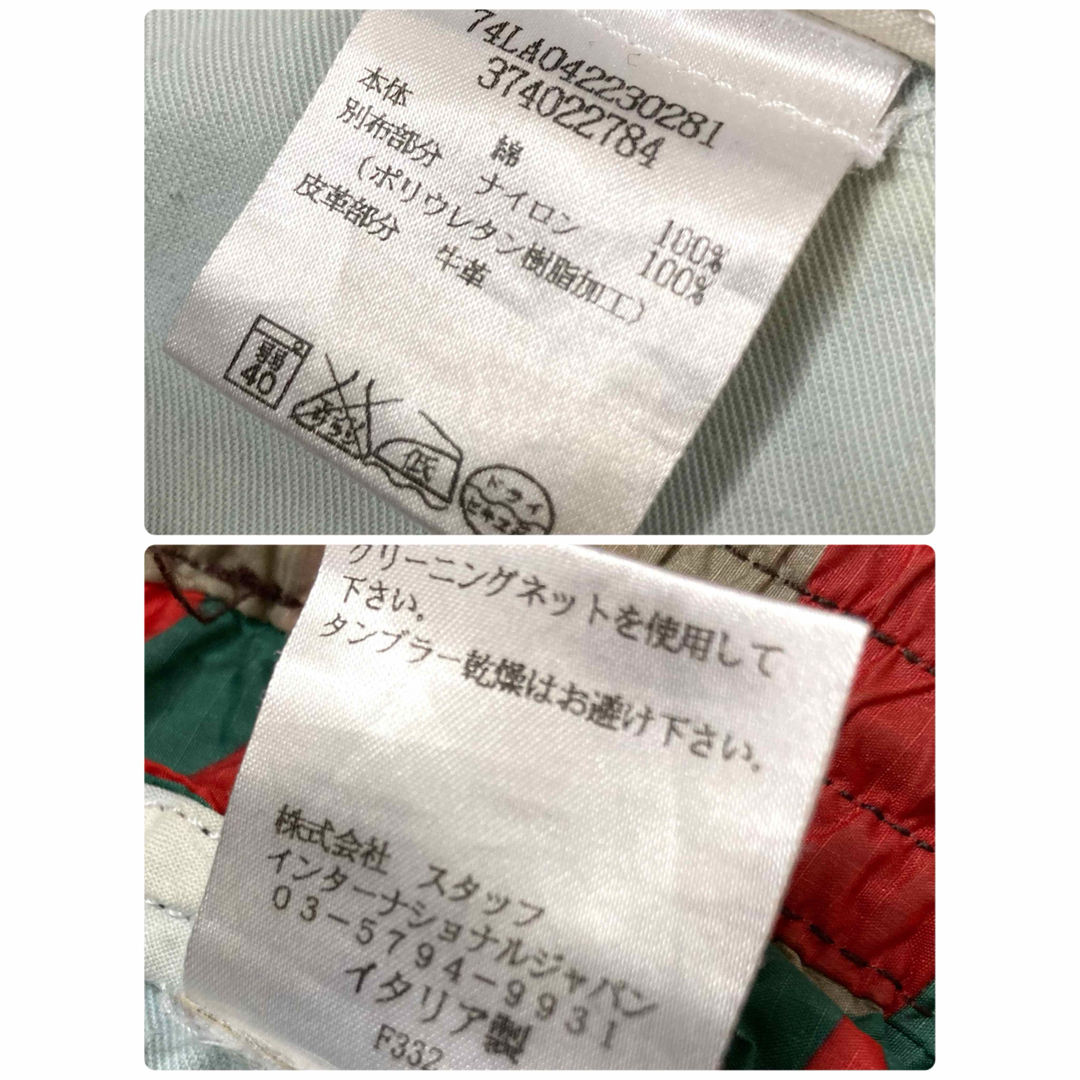 74LA042230281
374022784
本体 綿 100%
別布部分 ナイロン 100%
(ポリウレタン樹脂加工)
皮革部分 牛革
弱
40
低
ドライ
クリーニングネットを使用して
下さい。
タンブラー乾燥はお避け下さい。
株式会社 スタッフ
インターナショナルジャパン
03-5794-9931
イタリア製
F332